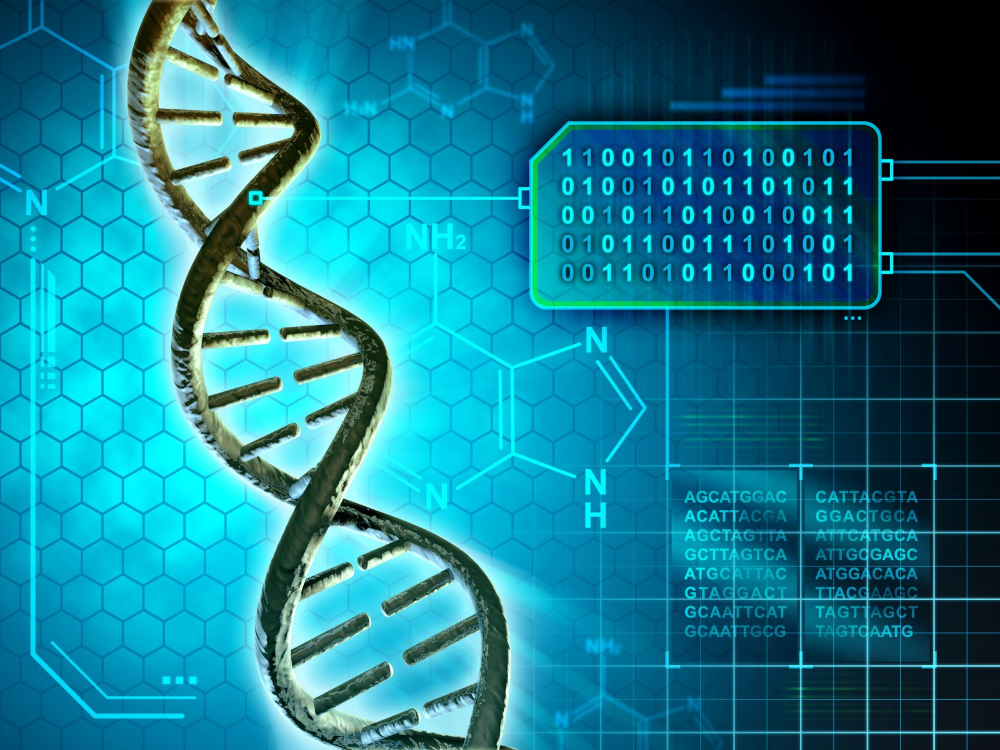 HN
N
H₂N
N
N
H
110010110100101
010010101101011
001011010010011
010110011101001
001101011000101
N
NH₂
N
N
N
H
AGCATGGAC
ACATTACGA
AGCTAGTTA
GCTTAGTCA
ATGCATTAC
GTAGGACT
GCAATTCAT
GCAATTGCG
CATTACGTA
GGACTGCA
ATTCATGCA
ATTGCGAGC
ATGGACACA
TTACGAAGC
TAGTTAGCT
TAGTCAATG
NH₂
N
N